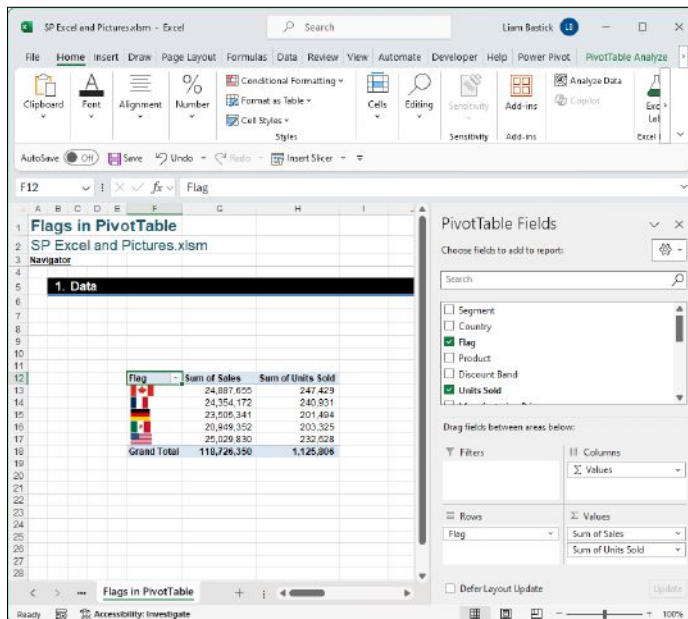 SP Excel and Pictures.xlsm - Excel
Search
Liam Bastick
LB
File Home Insert Draw Page Layout Formulas Data Review View Automate Developer Help Power Pivot PivotTable Analyze
Clipboard
Font
Alignment
Number
Conditional Formatting
Format as Table
Cell Styles
Styles
Cells
Editing
Sensitivity
Sensitivity
Add-ins
Add-ins
Analyze Data
Copilot
AutoSave Off Save Undo Redo Insert Slicer
F12 fx Flag
A B C D E F G H I
1 Flags in PivotTable
2 SP Excel and Pictures.xlsm
3 Navigator
4
5 1. Data
6
7
8
9
10
11
12 Flag Sum of Sales Sum of Units Sold
13 24,887,655 247,429
14 24,354,172 240,931
15 23,505,341 201,494
16 20,949,352 203,325
17 25,029,830 232,628
18 Grand Total 118,726,350 1,125,806
19
20
21
22
23
24
25
26
27
28
Flags in PivotTable
Ready Accessibility: Investigate
100%
PivotTable Fields
Choose fields to add to report:
Search
Segment
Country
Flag
Product
Discount Band
Units Sold
Drag fields between areas below:
Filters
Columns
Σ Values
Rows
Flag
Σ Values
Sum of Sales
Sum of Units Sold
Defer Layout Update
Update